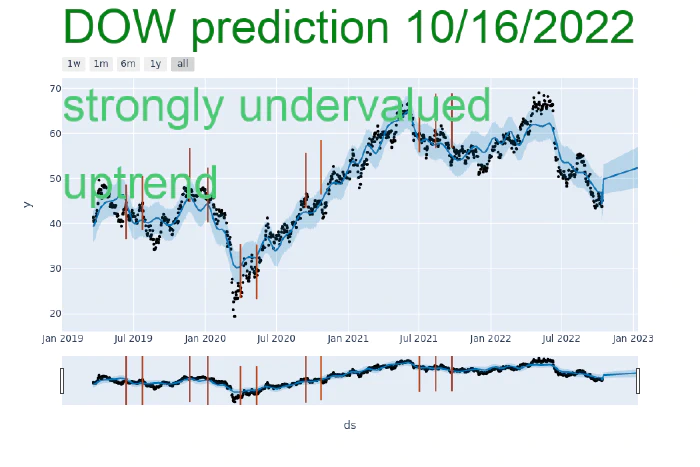 DOW prediction 10/16/2022
1w 1m 6m 1y all
strongly undervalued
uptrend
70
60
50
40
30
20
y
Jan 2019 Jul 2019 Jan 2020 Jul 2020 Jan 2021 Jul 2021 Jan 2022 Jul 2022 Jan 2023
ds